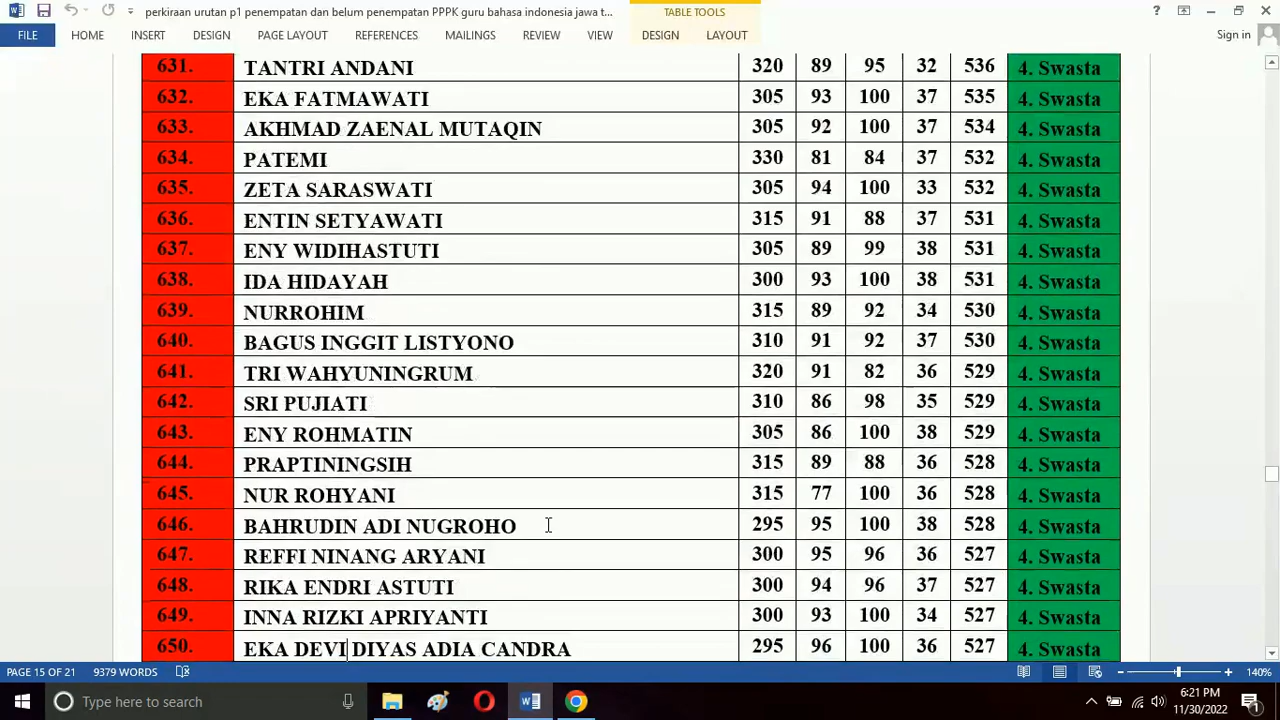 perkiraan urutan p1 penempatan dan belum penempatan PPPK guru bahasa indonesia jawa t...
TABLE TOOLS
?
FILE HOME INSERT DESIGN PAGE LAYOUT REFERENCES MAILINGS REVIEW VIEW DESIGN LAYOUT Sign in
631. TANTRI ANDANI 320 89 95 32 536 4. Swasta
632. EKA FATMAWATI 305 93 100 37 535 4. Swasta
633. AKHMAD ZAENAL MUTAQIN 305 92 100 37 534 4. Swasta
634. PATEMI 330 81 84 37 532 4. Swasta
635. ZETA SARASWATI 305 94 100 33 532 4. Swasta
636. ENTIN SETYAWATI 315 91 88 37 531 4. Swasta
637. ENY WIDIHASTUTI 305 89 99 38 531 4. Swasta
638. IDA HIDAYAH 300 93 100 38 531 4. Swasta
639. NURROHIM 315 89 92 34 530 4. Swasta
640. BAGUS INGGIT LISTYONO 310 91 92 37 530 4. Swasta
641. TRI WAHYUNINGRUM 320 91 82 36 529 4. Swasta
642. SRI PUJIATI 310 86 98 35 529 4. Swasta
643. ENY ROHMATIN 305 86 100 38 529 4. Swasta
644. PRAPTININGSIH 315 89 88 36 528 4. Swasta
645. NUR ROHYANI 315 77 100 36 528 4. Swasta
646. BAHRUDIN ADI NUGROHO 295 95 100 38 528 4. Swasta
647. REFFI NINANG ARYANI 300 95 96 36 527 4. Swasta
648. RIKA ENDRI ASTUTI 300 94 96 37 527 4. Swasta
649. INNA RIZKI APRIYANTI 300 93 100 34 527 4. Swasta
650. EKA DEVI DIYAS ADIA CANDRA 295 96 100 36 527 4. Swasta
PAGE 15 OF 21 9379 WORDS 140%
Type here to search
6:21 PM
11/30/2022
1